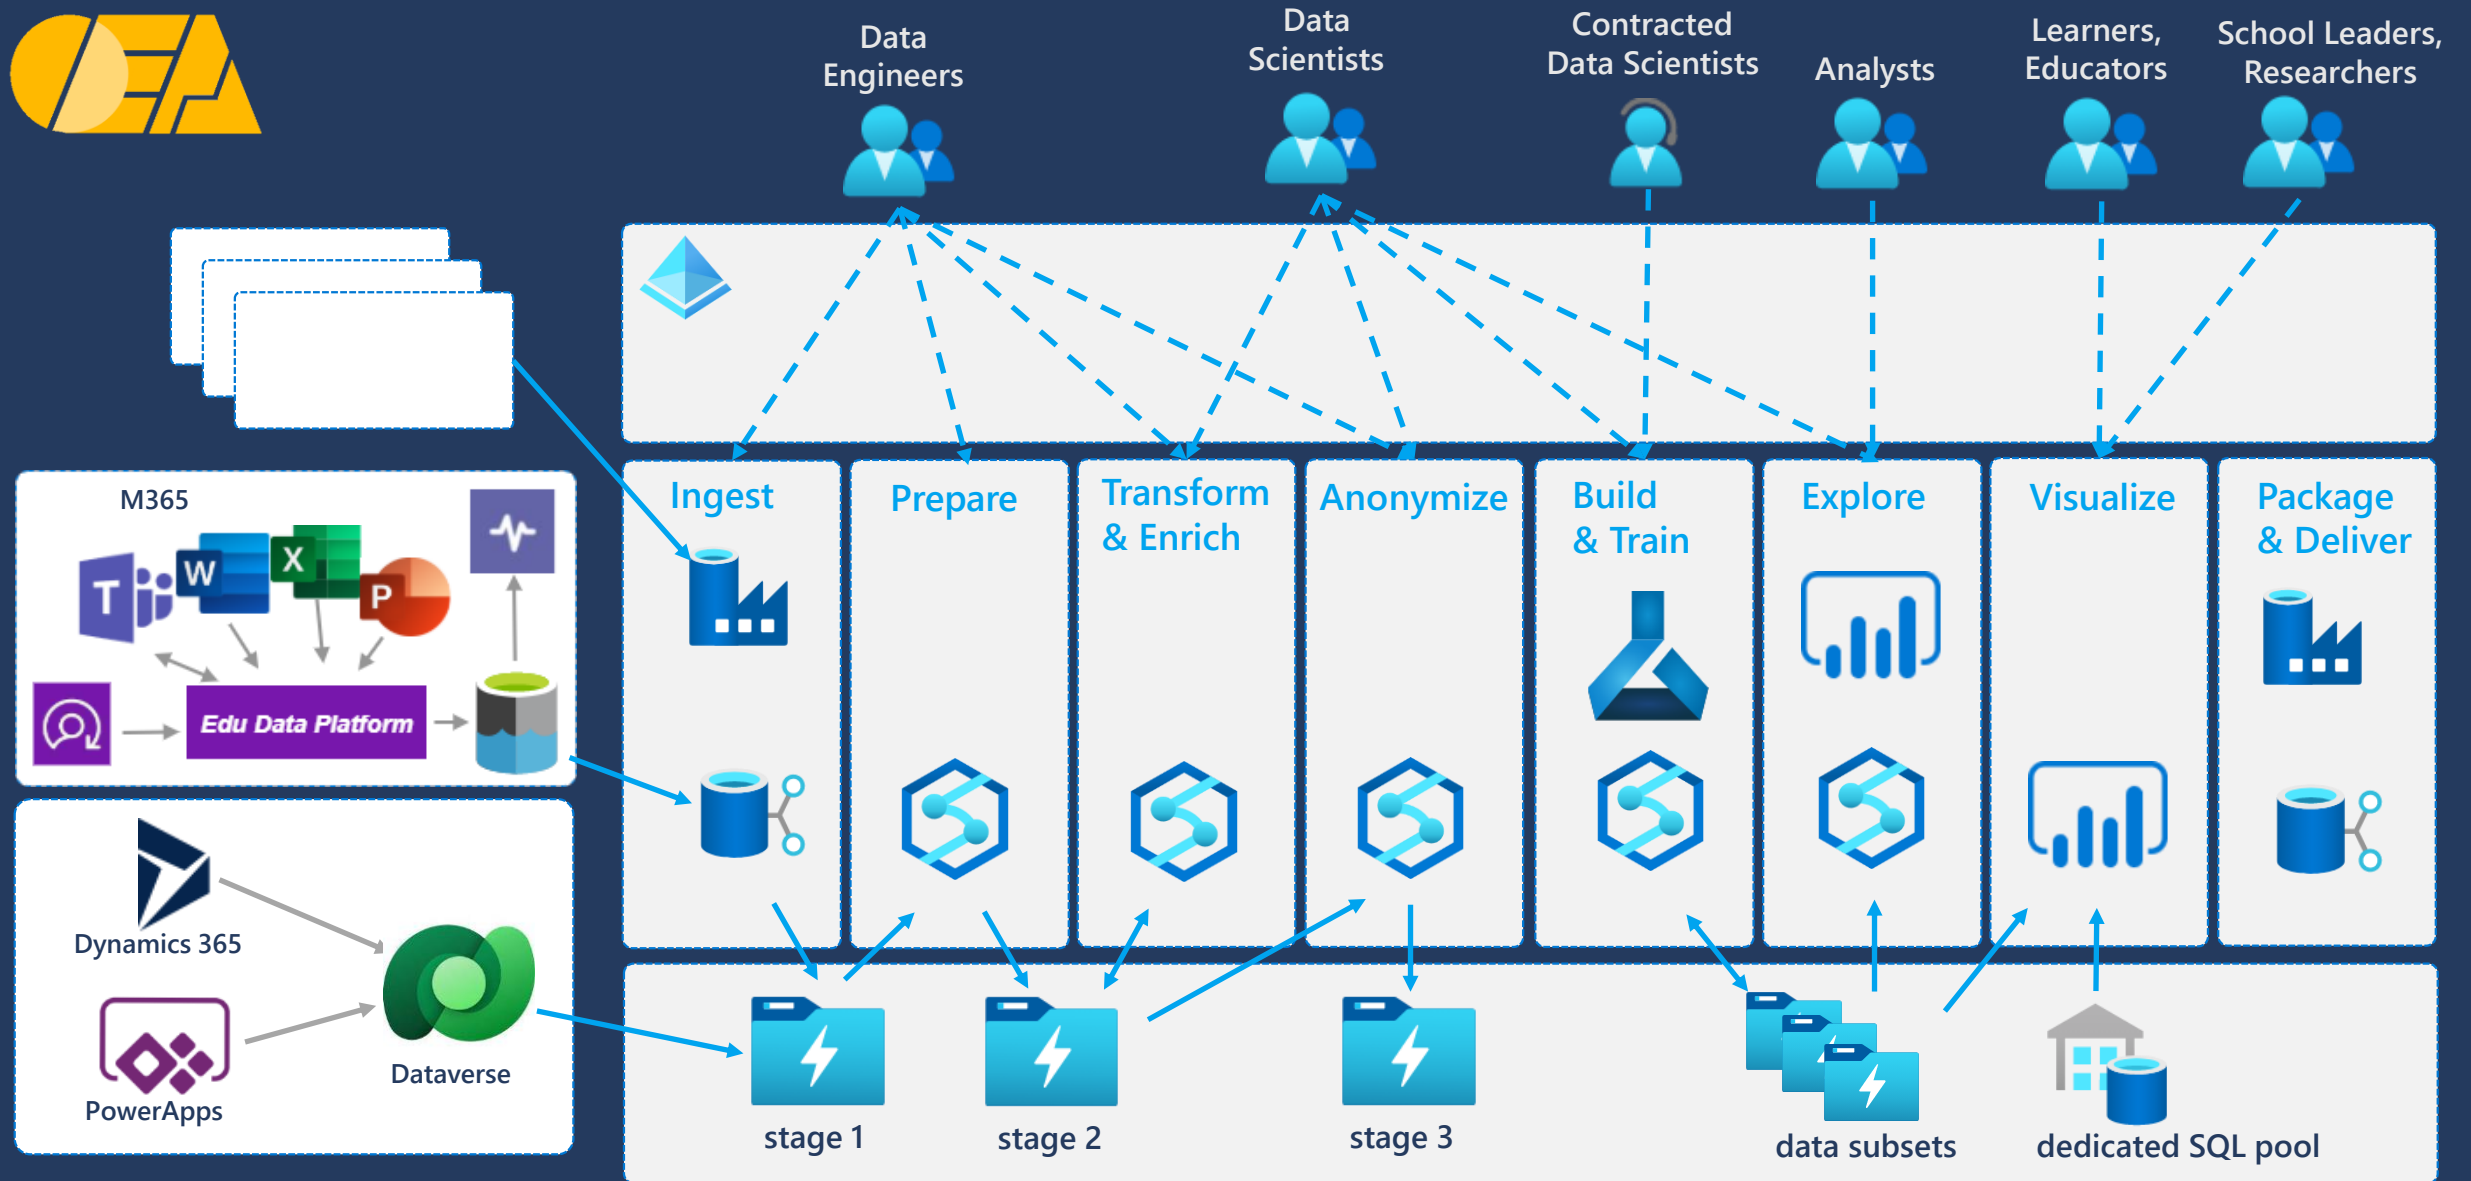 OEA
Data
Engineers
Data
Scientists
Contracted
Data Scientists
Analysts
Learners,
Educators
School Leaders,
Researchers
M365
T
W
X
P
Edu Data Platform
Dynamics 365
PowerApps
Dataverse
Ingest
Prepare
Transform
& Enrich
Anonymize
Build
& Train
Explore
Visualize
Package
& Deliver
stage 1
stage 2
stage 3
data subsets
dedicated SQL pool